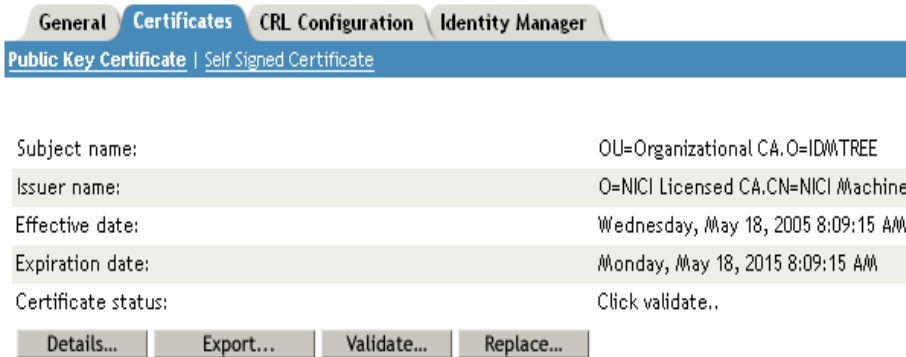 General Certificates CRL Configuration Identity Manager
Public Key Certificate | Self Signed Certificate
Subject name: OU=Organizational CA.O=IDMTREE
Issuer name: O=NICI Licensed CA.CN=NICI Machine
Effective date: Wednesday, May 18, 2005 8:09:15 AM
Expiration date: Monday, May 18, 2015 8:09:15 AM
Certificate status: Click validate..
Details... Export... Validate... Replace...